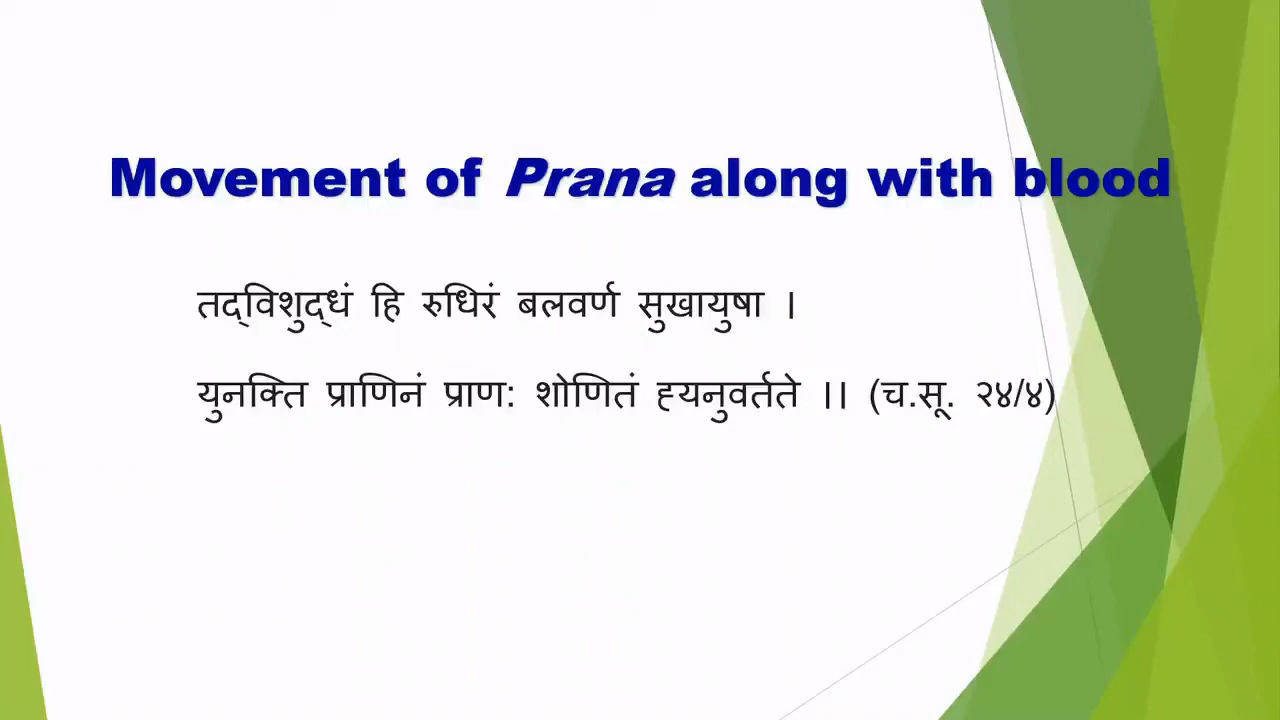 Movement of Prana along with blood
तद्‌विशुद्‌धं हि रुधिरं बलवर्ण सुखायुषा ।
युनक्ति प्राणिनं प्राण: शोणितं ह्यनुवर्तते ।। (च.सू. २४/४)